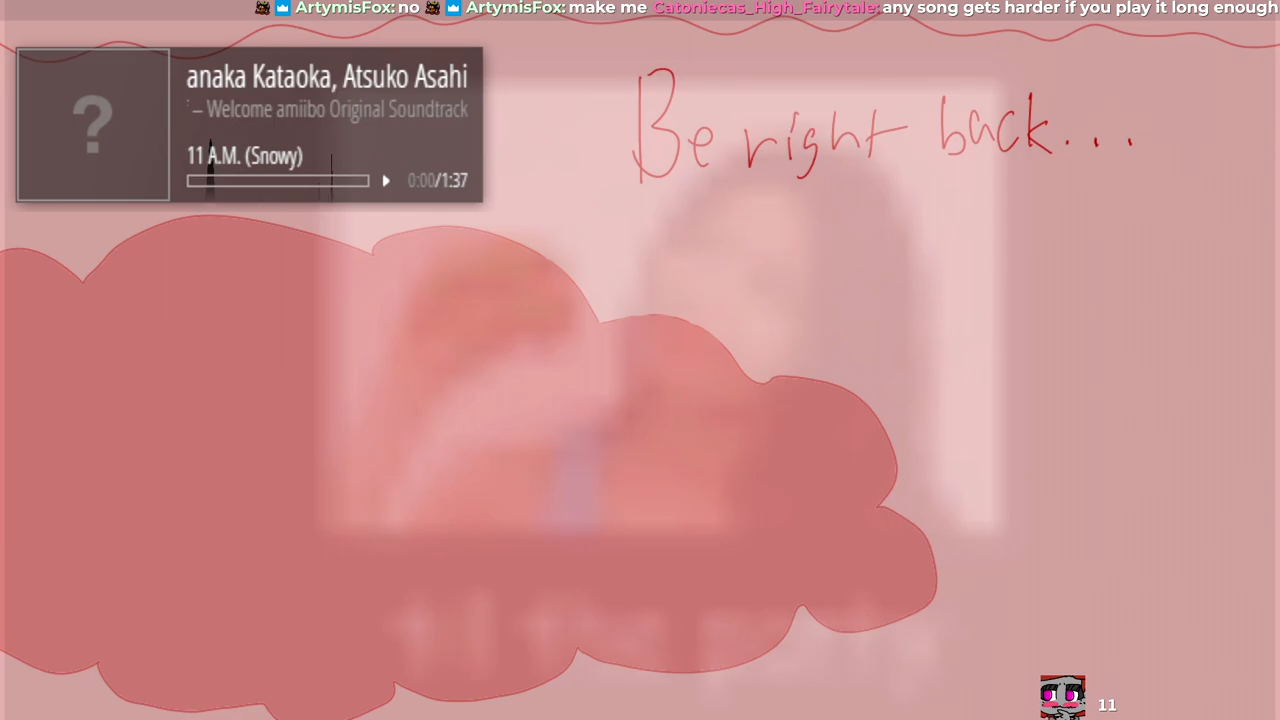 ArtymisFox: no ArtymisFox: make me Catoniecas_High_Fairytale: any song gets harder if you play it long enough
anaka Kataoka, Atsuko Asahi
– Welcome amiibo Original Soundtrack
11 A.M. (Snowy)
0:00/1:37
Be right back...
11